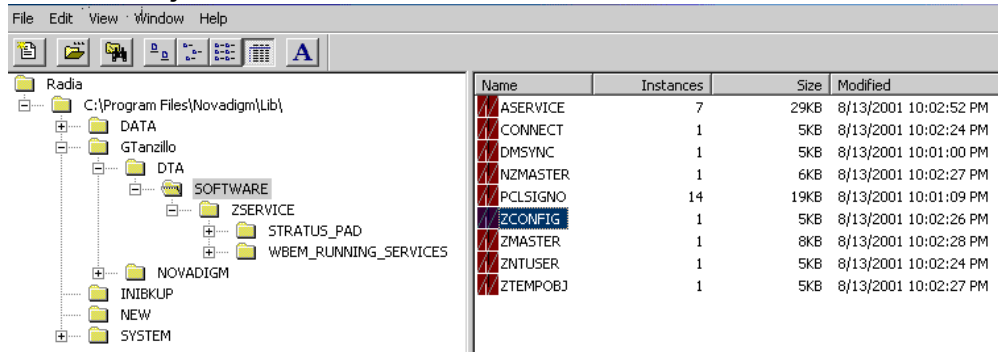 File Edit View Window Help
A
Radia
C:\Program Files\Novadigm\Lib\
DATA
GTanzillo
DTA
SOFTWARE
ZSERVICE
STRATUS_PAD
WBEM_RUNNING_SERVICES
NOVADIGM
INIBKUP
NEW
SYSTEM
Name Instances Size Modified
ASERVICE 7 29KB 8/13/2001 10:02:52 PM
CONNECT 1 5KB 8/13/2001 10:02:24 PM
DMSYNC 1 5KB 8/13/2001 10:01:00 PM
NZMASTER 1 6KB 8/13/2001 10:02:27 PM
PCLSIGNO 14 19KB 8/13/2001 10:01:09 PM
ZCONFIG 1 5KB 8/13/2001 10:02:26 PM
ZMASTER 1 8KB 8/13/2001 10:02:28 PM
ZNTUSER 1 5KB 8/13/2001 10:02:24 PM
ZTEMPOBJ 1 5KB 8/13/2001 10:02:27 PM